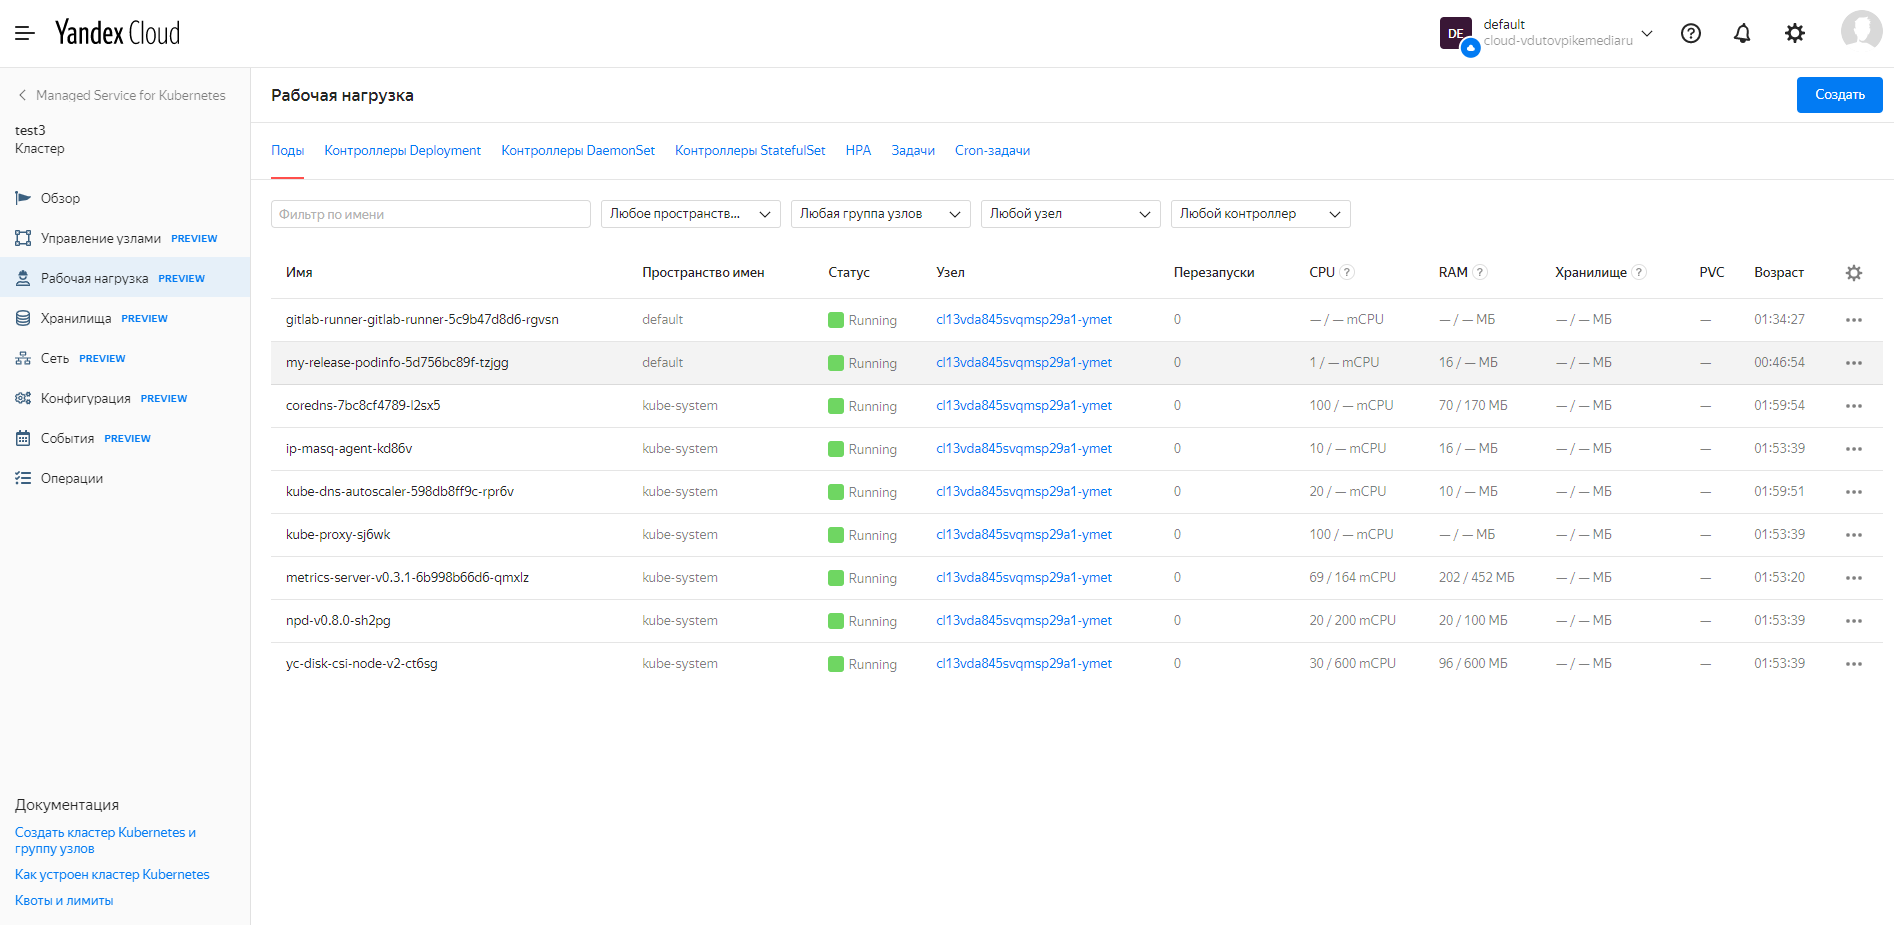 Yandex Cloud
DE
default
cloud-vdutovpikemediaru
Managed Service for Kubernetes
test3
Кластер
Обзор
Управление узлами PREVIEW
Рабочая нагрузка PREVIEW
Хранилища PREVIEW
Сеть PREVIEW
Конфигурация PREVIEW
События PREVIEW
Операции
Документация
Создать кластер Kubernetes и
группу узлов
Как устроен кластер Kubernetes
Квоты и лимиты
Рабочая нагрузка
Создать
Поды Контроллеры Deployment Контроллеры DaemonSet Контроллеры StatefulSet HPA Задачи Cron-задачи
Фильтр по имени Любое пространств... Любая группа узлов Любой узел Любой контроллер
Имя Пространство имен Статус Узел Перезапуски CPU ? RAM ? Хранилище ? PVC Возраст
gitlab-runner-gitlab-runner-5c9b47d8d6-rgvsn default Running cl13vda845svqmsp29a1-ymet 0 — / — mCPU — / — МБ — / — МБ — 01:34:27
my-release-podinfo-5d756bc89f-tzjgg default Running cl13vda845svqmsp29a1-ymet 0 1 / — mCPU 16 / — МБ — / — МБ — 00:46:54
coredns-7bc8cf4789-l2sx5 kube-system Running cl13vda845svqmsp29a1-ymet 0 100 / — mCPU 70 / 170 МБ — / — МБ — 01:59:54
ip-masq-agent-kd86v kube-system Running cl13vda845svqmsp29a1-ymet 0 10 / — mCPU 16 / — МБ — / — МБ — 01:53:39
kube-dns-autoscaler-598db8ff9c-rpr6v kube-system Running cl13vda845svqmsp29a1-ymet 0 20 / — mCPU 10 / — МБ — / — МБ — 01:59:51
kube-proxy-sj6wk kube-system Running cl13vda845svqmsp29a1-ymet 0 100 / — mCPU — / — МБ — / — МБ — 01:53:39
metrics-server-v0.3.1-6b998b66d6-qmxlz kube-system Running cl13vda845svqmsp29a1-ymet 0 69 / 164 mCPU 202 / 452 МБ — / — МБ — 01:53:20
npd-v0.8.0-sh2pg kube-system Running cl13vda845svqmsp29a1-ymet 0 20 / 200 mCPU 20 / 100 МБ — / — МБ — 01:53:39
yc-disk-csi-node-v2-ct6sg kube-system Running cl13vda845svqmsp29a1-ymet 0 30 / 600 mCPU 96 / 600 МБ — / — МБ — 01:53:39